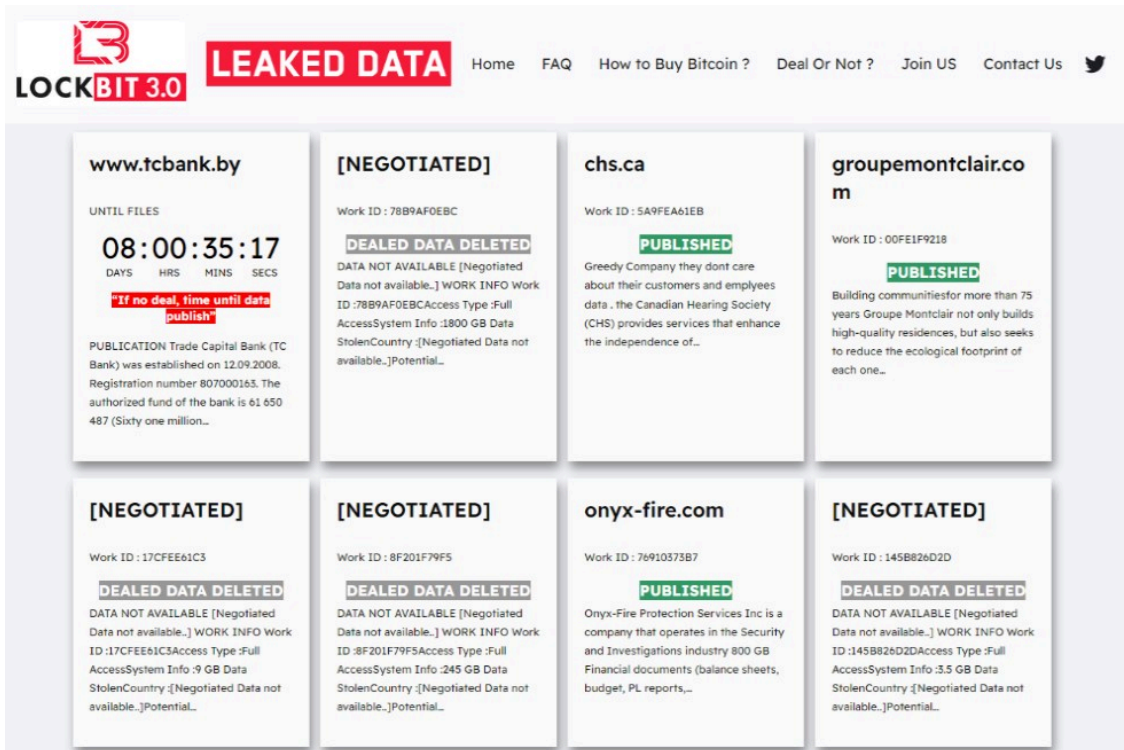 LOCKBIT 3.0
LEAKED DATA
Home FAQ How to Buy Bitcoin ? Deal Or Not ? Join US Contact Us
www.tcbank.by
UNTIL FILES
08:00:35:17
DAYS HRS MINS SECS
"If no deal, time until data
publish"
PUBLICATION Trade Capital Bank (TC
Bank) was established on 12.09.2008.
Registration number 807000163. The
authorized fund of the bank is 61 650
487 (Sixty one million...
[NEGOTIATED]
Work ID : 78B9AF0EBC
DEALED DATA DELETED
DATA NOT AVAILABLE [Negotiated
Data not available..] WORK INFO Work
ID :78B9AF0EBCAccess Type :Full
AccessSystem Info :1800 GB Data
StolenCountry :[Negotiated Data not
available..]Potential...
chs.ca
Work ID : 5A9FEA61EB
PUBLISHED
Greedy Company they dont care
about their customers and emplyees
data . the Canadian Hearing Society
(CHS) provides services that enhance
the independence of...
groupemontclair.co
m
Work ID : 00FE1F9218
PUBLISHED
Building communitiesfor more than 75
years Groupe Montclair not only builds
high-quality residences, but also seeks
to reduce the ecological footprint of
each one...
[NEGOTIATED]
Work ID : 17CFEE61C3
DEALED DATA DELETED
DATA NOT AVAILABLE [Negotiated
Data not available..] WORK INFO Work
ID :17CFEE61C3Access Type :Full
AccessSystem Info :9 GB Data
StolenCountry :[Negotiated Data not
available..]Potential...
[NEGOTIATED]
Work ID : 8F201F79F5
DEALED DATA DELETED
DATA NOT AVAILABLE [Negotiated
Data not available..] WORK INFO Work
ID :8F201F79F5Access Type :Full
AccessSystem Info :245 GB Data
StolenCountry :[Negotiated Data not
available..]Potential...
onyx-fire.com
Work ID : 76910373B7
PUBLISHED
Onyx-Fire Protection Services Inc is a
company that operates in the Security
and Investigations industry 800 GB
Financial documents (balance sheets,
budget, PL reports,...
[NEGOTIATED]
Work ID : 145B826D2D
DEALED DATA DELETED
DATA NOT AVAILABLE [Negotiated
Data not available..] WORK INFO Work
ID :145B826D2DAccess Type :Full
AccessSystem Info :3.5 GB Data
StolenCountry :[Negotiated Data not
available..]Potential...